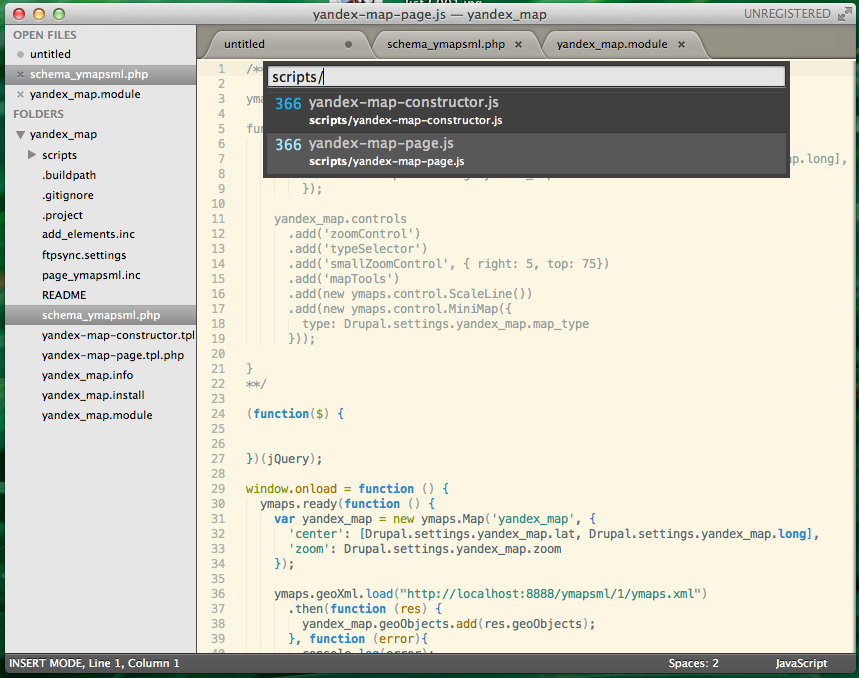 yandex-map-page.js — yandex_map
UNREGISTERED
OPEN FILES
untitled
schema_ymapsml.php
yandex_map.module
FOLDERS
yandex_map
scripts
.buildpath
.gitignore
.project
add_elements.inc
ftpsync.settings
page_ymapsml.inc
README
schema_ymapsml.php
yandex-map-constructor.tpl
yandex-map-page.tpl.php
yandex_map.info
yandex_map.install
yandex_map.module
untitled
schema_ymapsml.php
yandex_map.module
scripts/
366 yandex-map-constructor.js
scripts/yandex-map-constructor.js
366 yandex-map-page.js
scripts/yandex-map-page.js
1 /**
2
3 yma
4
5 fun
6
7 p.long],
8
9 });
10
11 yandex_map.controls
12 .add('zoomControl')
13 .add('typeSelector')
14 .add('smallZoomControl', { right: 5, top: 75})
15 .add('mapTools')
16 .add(new ymaps.control.ScaleLine())
17 .add(new ymaps.control.MiniMap({
18 type: Drupal.settings.yandex_map.map_type
19 }));
20
21 }
22 **/
23
24 (function($) {
25
26
27 })(jQuery);
28
29 window.onload = function () {
30 ymaps.ready(function () {
31 var yandex_map = new ymaps.Map('yandex_map', {
32 'center': [Drupal.settings.yandex_map.lat, Drupal.settings.yandex_map.long],
33 'zoom': Drupal.settings.yandex_map.zoom
34 });
35
36 ymaps.geoXml.load("http://localhost:8888/ymapsml/1/ymaps.xml")
37 .then(function (res) {
38 yandex_map.geoObjects.add(res.geoObjects);
39 }, function (error){
40 console.log(error);
INSERT MODE, Line 1, Column 1
Spaces: 2
JavaScript